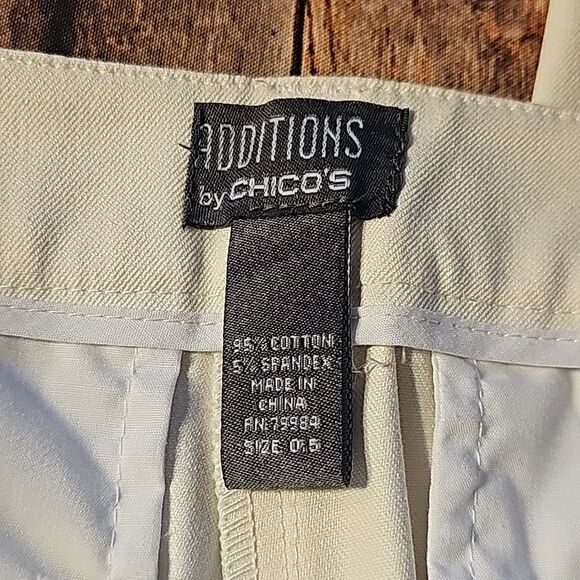 ADDITIONS
by CHICO'S
95% COTTON
5% SPANDEX
MADE IN
CHINA
RN:79984
SIZE 0.5